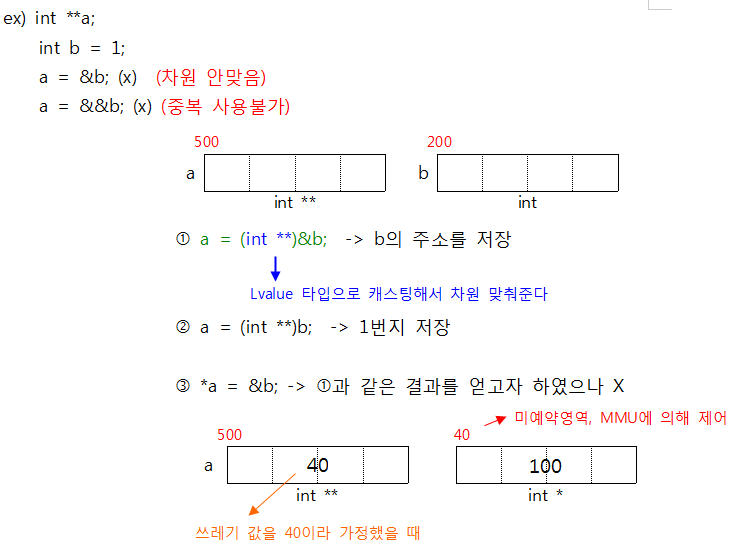 ex) int **a;
int b = 1;
a = &b; (x) (차원 안맞음)
a = &&b; (x) (중복 사용불가)
500 200
a b
int ** int
① a = (int **)&b; -> b의 주소를 저장
Lvalue 타입으로 캐스팅해서 차원 맞춰준다
② a = (int **)b; -> 1번지 저장
③ *a = &b; -> ①과 같은 결과를 얻고자 하였으나 X
미예약영역, MMU에 의해 제어
500 40
a 40 100
int ** int *
쓰레기 값을 40이라 가정했을 때